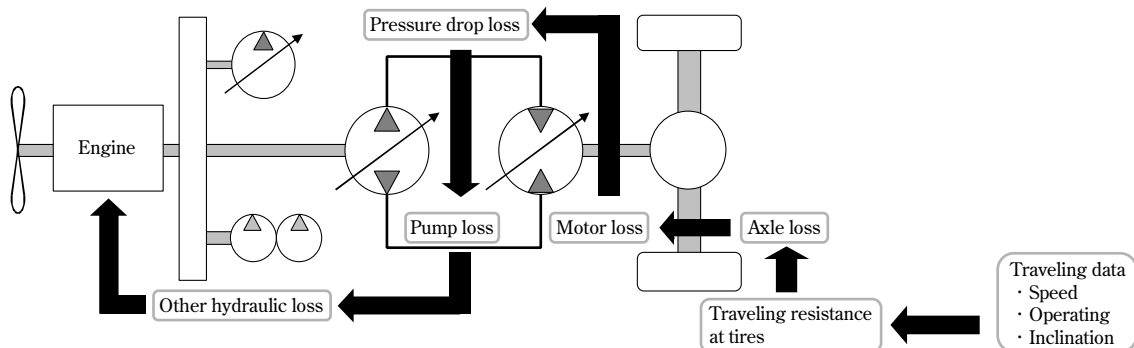 Pressure drop loss
Engine
Pump loss
Motor loss
Axle loss
Other hydraulic loss
Traveling resistance
at tires
Traveling data
・Speed
・Operating
・Inclination